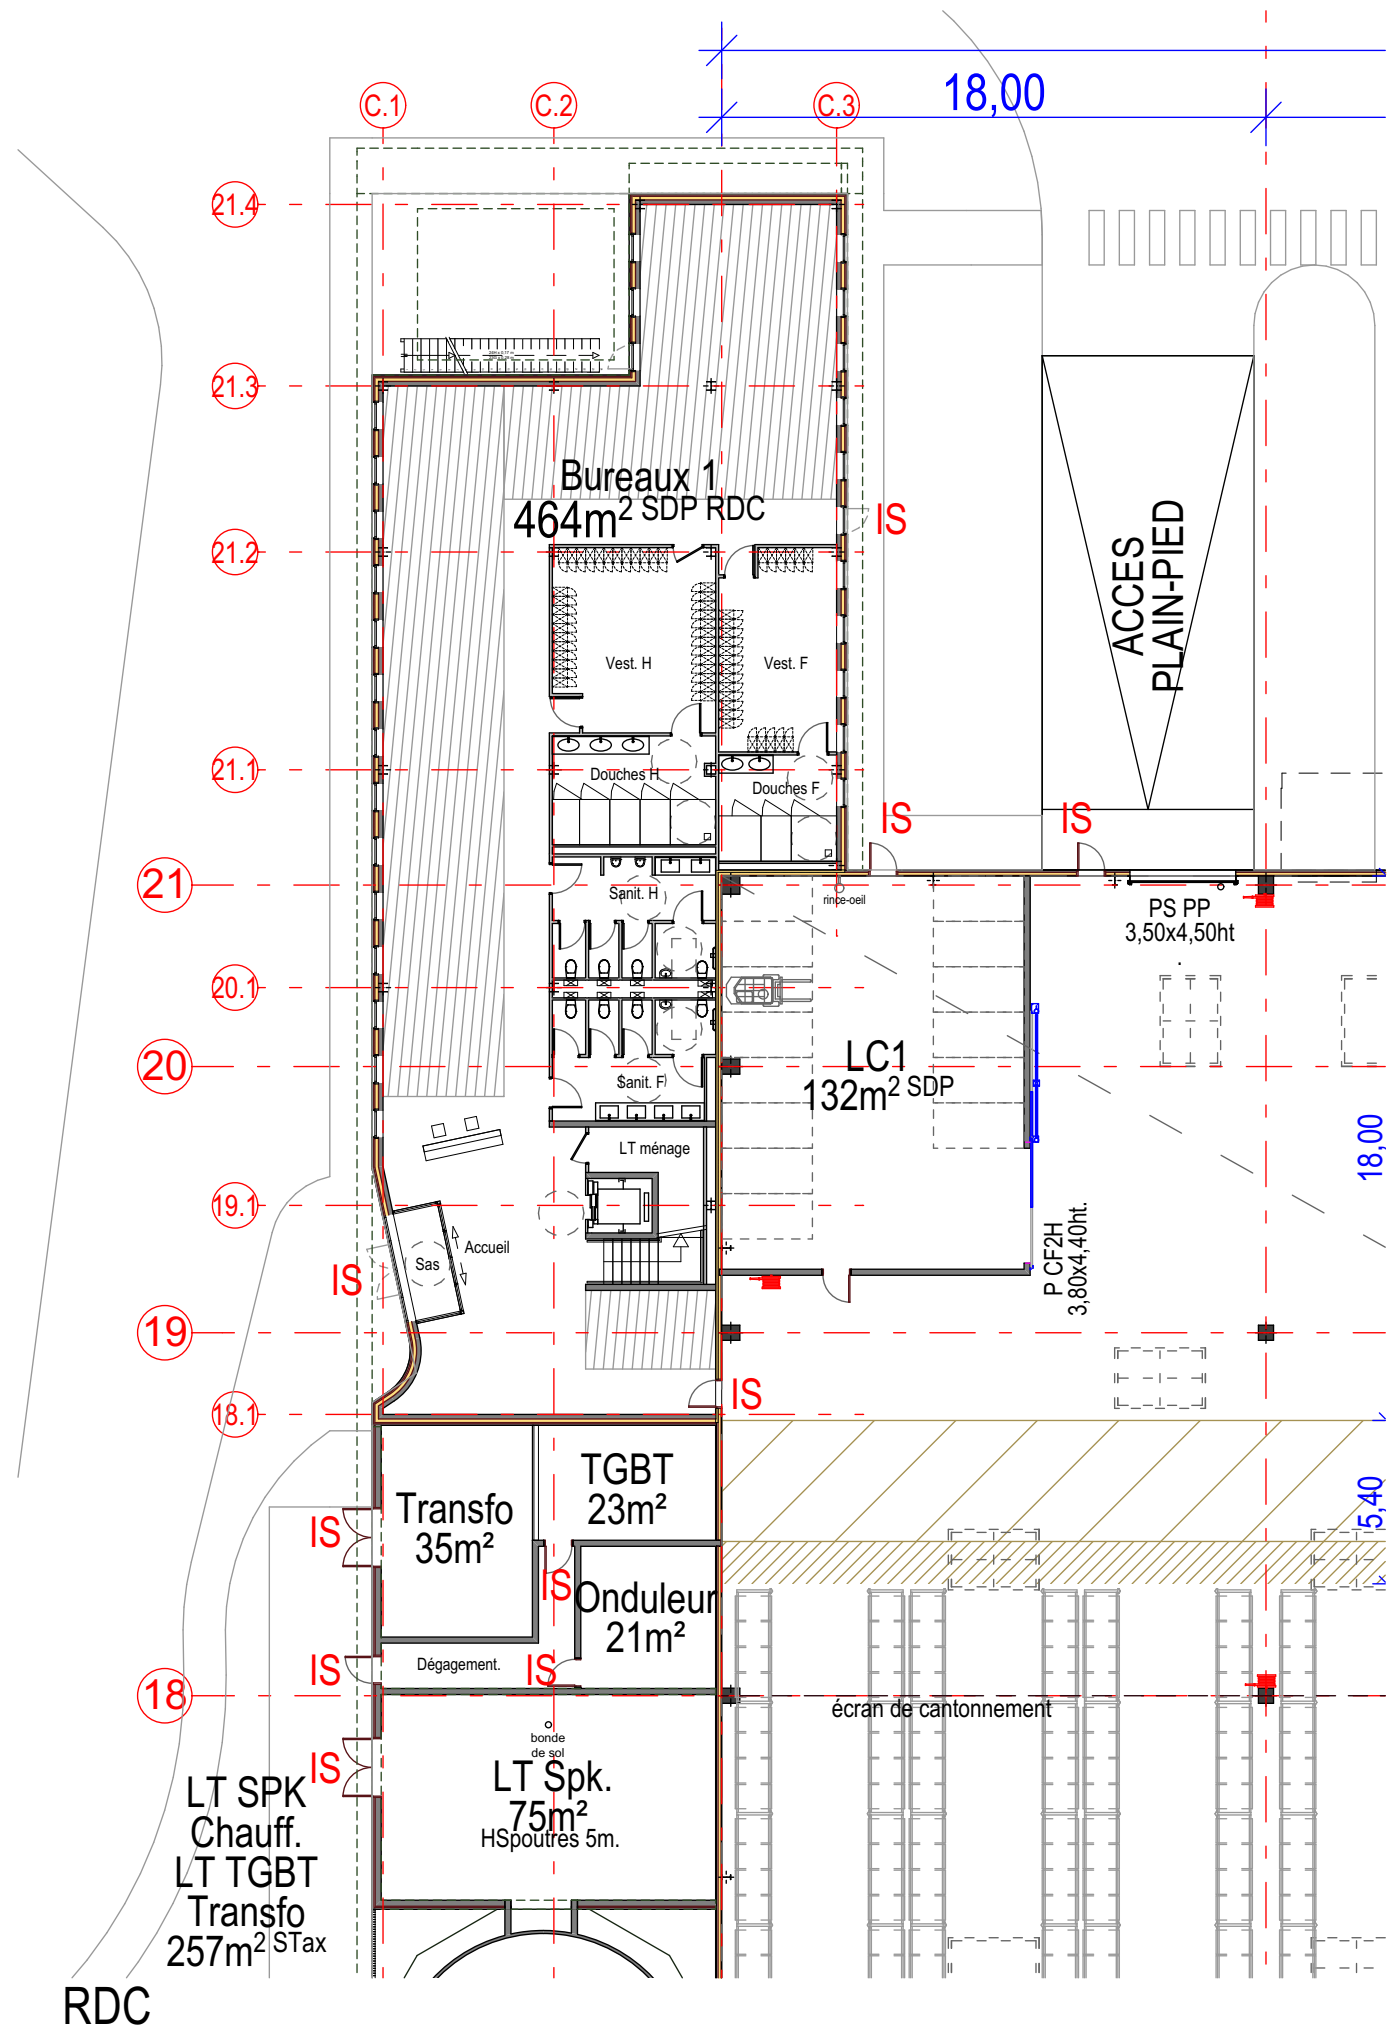 18,00
C.1
C.2
C.3
21.4
21.3
Bureaux 1
464m² SDP RDC
IS
21.2
ACCES
PLAIN-PIED
Vest. H
Vest. F
21.1
Douches H
Douches F
IS
IS
21
Sanit. H
rince-oeil
PS PP
3,50x4,50ht
.
20.1
20
LC1
132m² SDP
Sanit. F
LT ménage
18,00
19.1
Accueil
Sas
IS
P CF2H
3,80x4,40ht.
19
IS
18.1
TGBT
23m²
Transfo
35m²
IS
5,40
IS
Onduleur
21m²
Dégagement.
IS
IS
18
écran de cantonnement
bonde
de sol
IS
LT Spk.
75m²
HSpoutres 5m.
LT SPK
Chauff.
LT TGBT
Transfo
257m² STax
RDC